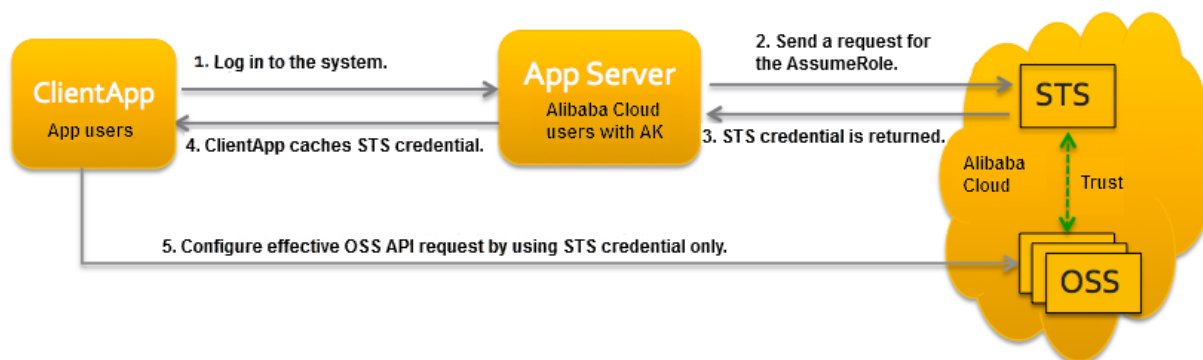 ClientApp
App users
1. Log in to the system.
4. ClientApp caches STS credential.
App Server
Alibaba Cloud
users with AK
2. Send a request for
the AssumeRole.
3. STS credential is returned.
STS
Alibaba
Cloud
Trust
5. Configure effective OSS API request by using STS credential only.
OSS